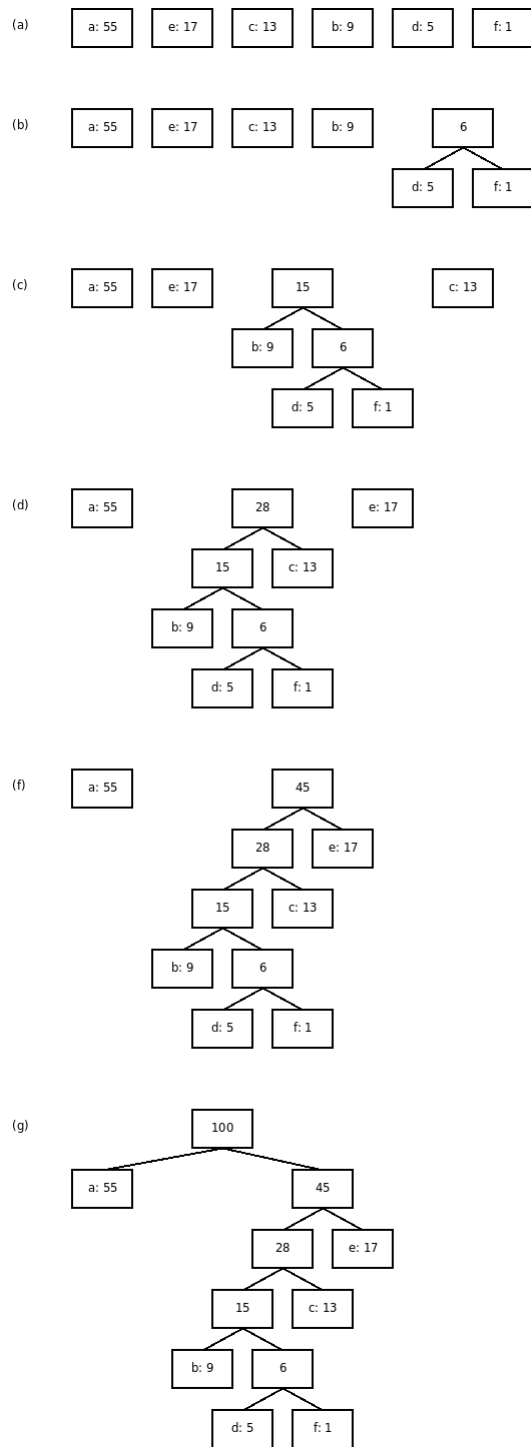 (a) a: 55 e: 17 c: 13 b: 9 d: 5 f: 1
(b) a: 55 e: 17 c: 13 b: 9 6
d: 5 f: 1
(c) a: 55 e: 17 15 c: 13
b: 9 6
d: 5 f: 1
(d) a: 55 28 e: 17
15 c: 13
b: 9 6
d: 5 f: 1
(f) a: 55 45
28 e: 17
15 c: 13
b: 9 6
d: 5 f: 1
(g) 100
a: 55 45
28 e: 17
15 c: 13
b: 9 6
d: 5 f: 1